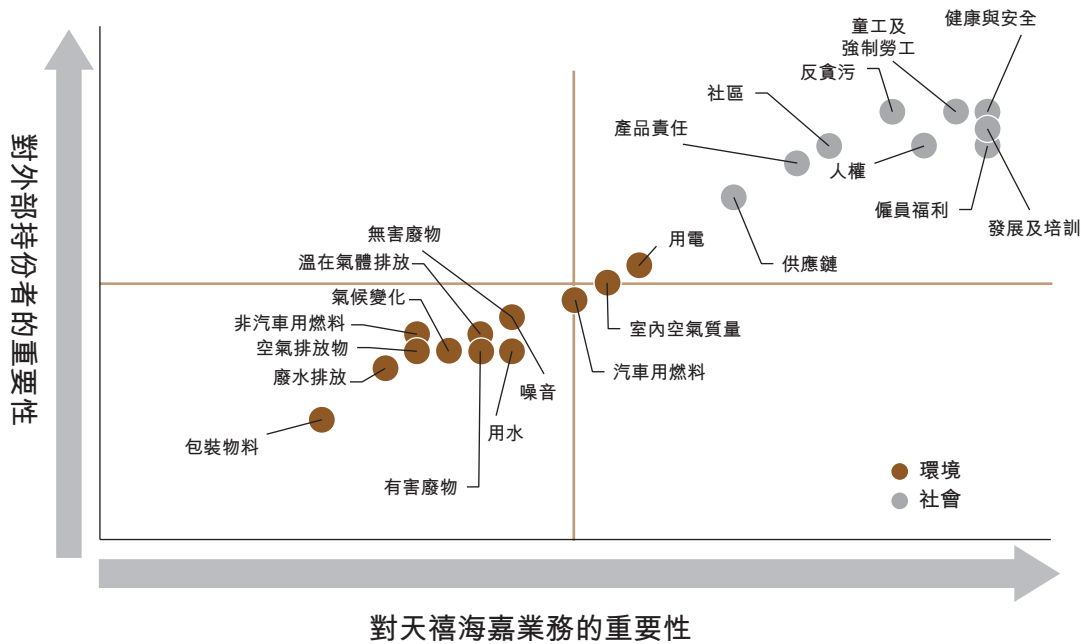 健康與安全
童工及
強制勞工
反貪污
社區
產品責任
人權
僱員福利
發展及培訓
供應鏈
用電
無害廢物
溫在氣體排放
氣候變化
非汽車用燃料
空氣排放物
廢水排放
室內空氣質量
汽車用燃料
噪音
用水
包裝物料
有害廢物
環境
社會
對外部持份者的重要性
對天禧海嘉業務的重要性